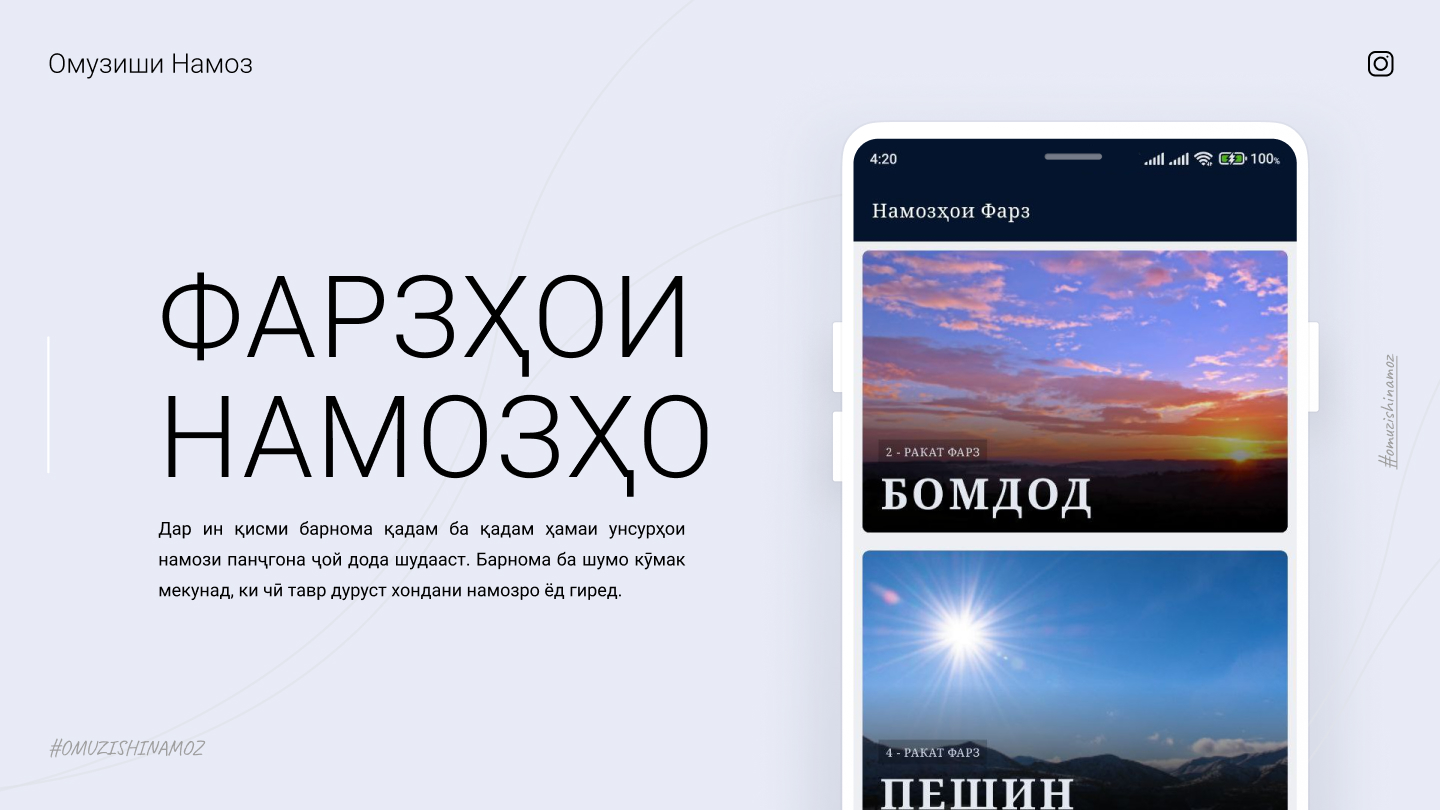 Омузиши Намоз
ФАРЗҲОИ
НАМОЗҲО
Дар ин қисми барнома қадам ба қадам ҳамаи унсурҳои
намози панҷгона ҷой дода шудааст. Барнома ба шумо кӯмак
мекунад, ки чӣ тавр дуруст хондани намозро ёд гиред.
#OMUZISHINAMOZ
4:20
100%
Намозҳои Фарз
2 - РАКАТ ФАРЗ
БОМДОД
4 - РАКАТ ФАРЗ
ПЕШИН
#omuzishinamoz